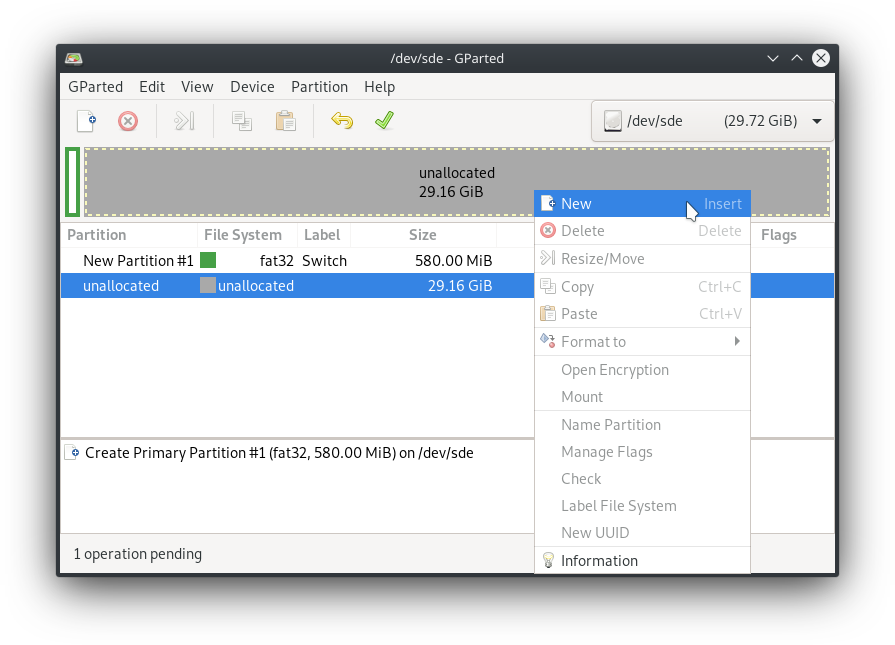 /dev/sde - GParted
GParted Edit View Device Partition Help
/dev/sde (29.72 GiB)
unallocated
29.16 GiB
Partition File System Label Size Flags
New Partition #1 fat32 Switch 580.00 MiB
unallocated unallocated 29.16 GiB
New Insert
Delete Delete
Resize/Move
Copy Ctrl+C
Paste Ctrl+V
Format to
Open Encryption
Mount
Name Partition
Manage Flags
Check
Label File System
New UUID
Information
Create Primary Partition #1 (fat32, 580.00 MiB) on /dev/sde
1 operation pending